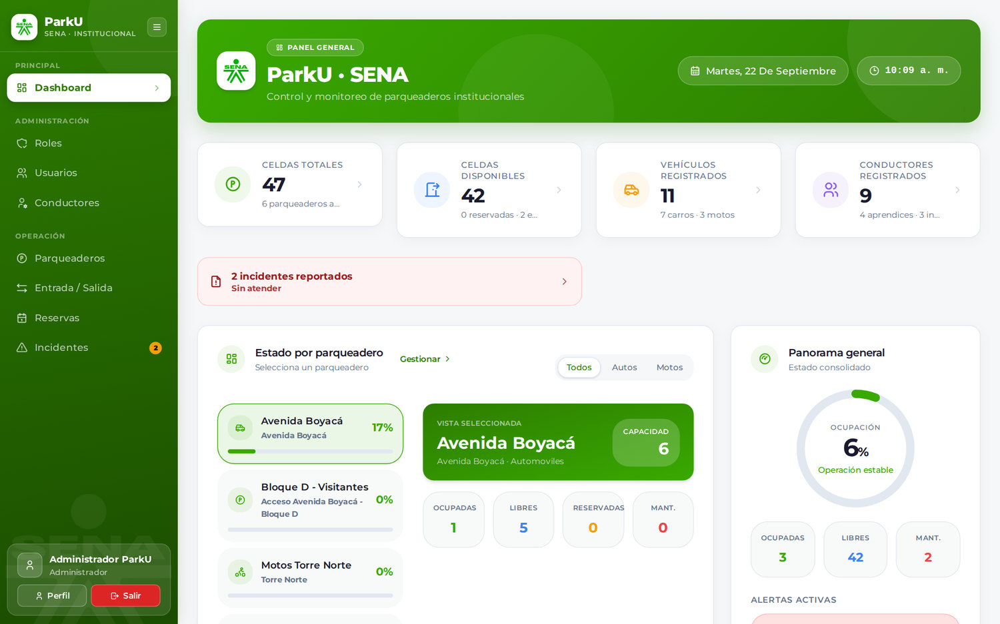 SENA
ParkU
SENA · INSTITUCIONAL
PRINCIPAL
Dashboard
ADMINISTRACIÓN
Roles
Usuarios
Conductores
OPERACIÓN
Parqueaderos
Entrada / Salida
Reservas
Incidentes
2
SENA
Administrador ParkU
Administrador
Perfil
Salir
PANEL GENERAL
SENA
ParkU · SENA
Control y monitoreo de parqueaderos institucionales
Martes, 22 De Septiembre
10:09 a. m.
CELDAS TOTALES
47
6 parqueaderos a...
CELDAS
DISPONIBLES
42
0 reservadas · 2 e...
VEHÍCULOS
REGISTRADOS
11
7 carros · 3 motos
CONDUCTORES
REGISTRADOS
9
4 aprendices · 3 in...
2 incidentes reportados
Sin atender
Estado por parqueadero
Selecciona un parqueadero
Gestionar
Todos
Autos
Motos
Avenida Boyacá
Avenida Boyacá
17%
Bloque D - Visitantes
Acceso Avenida Boyacá -
Bloque D
0%
Motos Torre Norte
Torre Norte
0%
VISTA SELECCIONADA
Avenida Boyacá
Avenida Boyacá · Automoviles
CAPACIDAD
6
OCUPADAS
1
LIBRES
5
RESERVADAS
0
MANT.
0
Panorama general
Estado consolidado
OCUPACIÓN
6%
Operación estable
OCUPADAS
3
LIBRES
42
MANT.
2
ALERTAS ACTIVAS